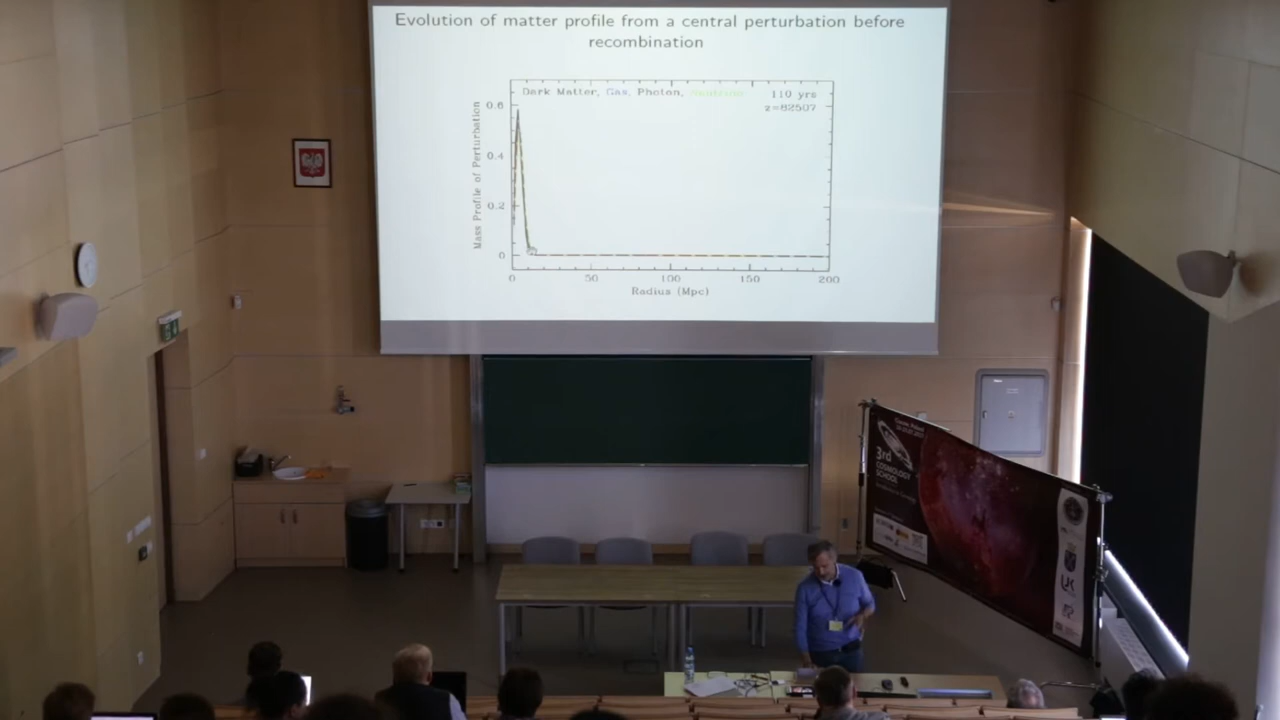 Evolution of matter profile from a central perturbation before
recombination
Dark Matter, Gas, Photon, Neutrino
110 yrs
z=82507
Mass Profile of Perturbation
0.6
0.4
0.2
0
0 50 100 150 200
Radius (Mpc)
3rd
COSMOLOGY
SCHOOL